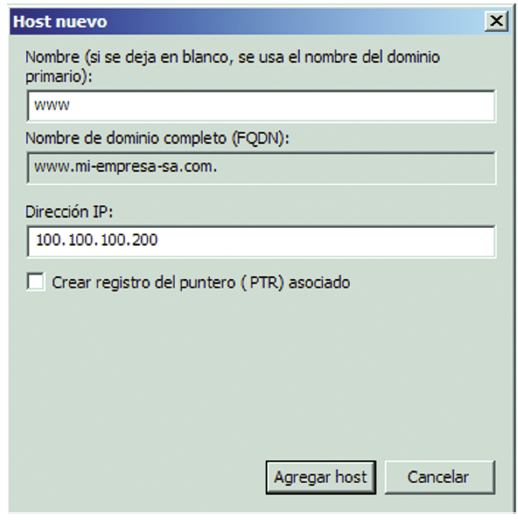 Host nuevo
Nombre (si se deja en blanco, se usa el nombre del dominio
primario):
www
Nombre de dominio completo (FQDN):
www.mi-empresa-sa.com.
Dirección IP:
100.100.100.200
Crear registro del puntero ( PTR) asociado
Agregar host
Cancelar